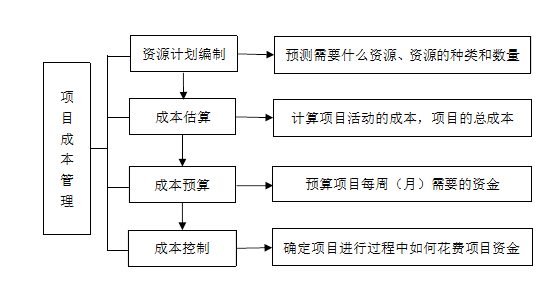 项目成本管理
资源计划编制
预测需要什么资源、资源的种类和数量
成本估算
计算项目活动的成本，项目的总成本
成本预算
预算项目每周（月）需要的资金
成本控制
确定项目进行过程中如何花费项目资金